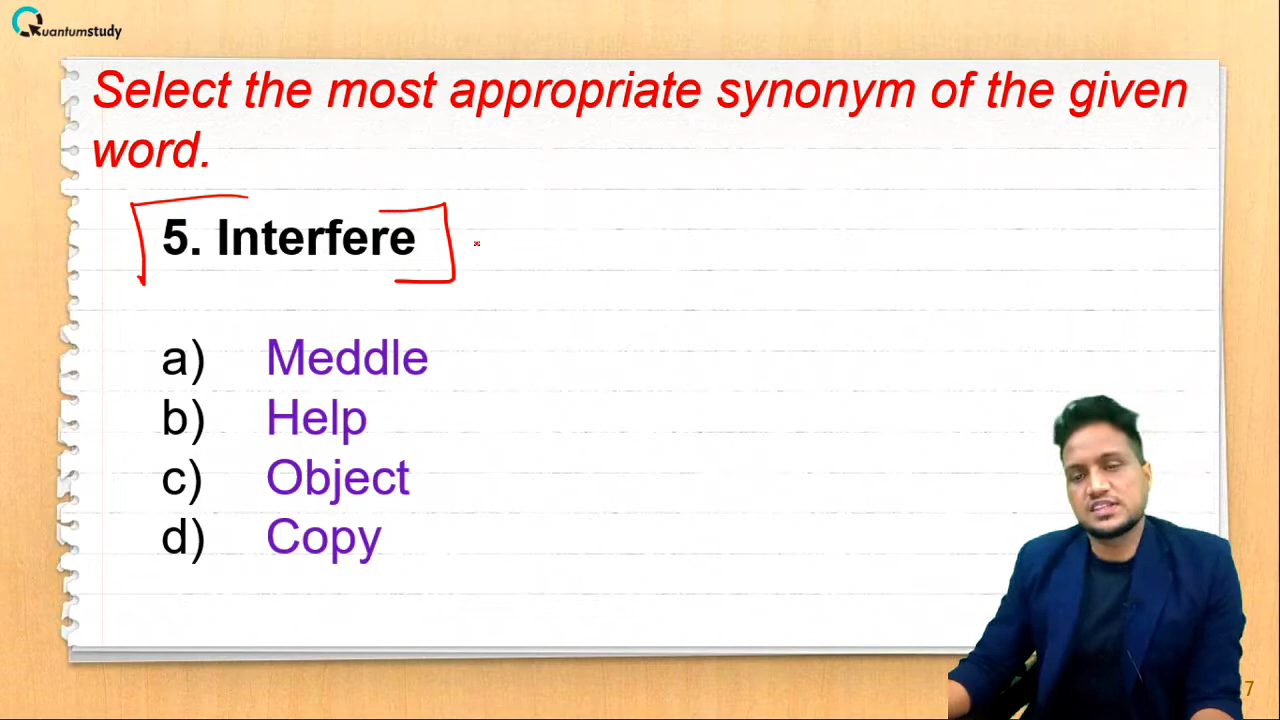 Quantumstudy
Select the most appropriate synonym of the given
word.
5. Interfere
a) Meddle
b) Help
c) Object
d) Copy
7